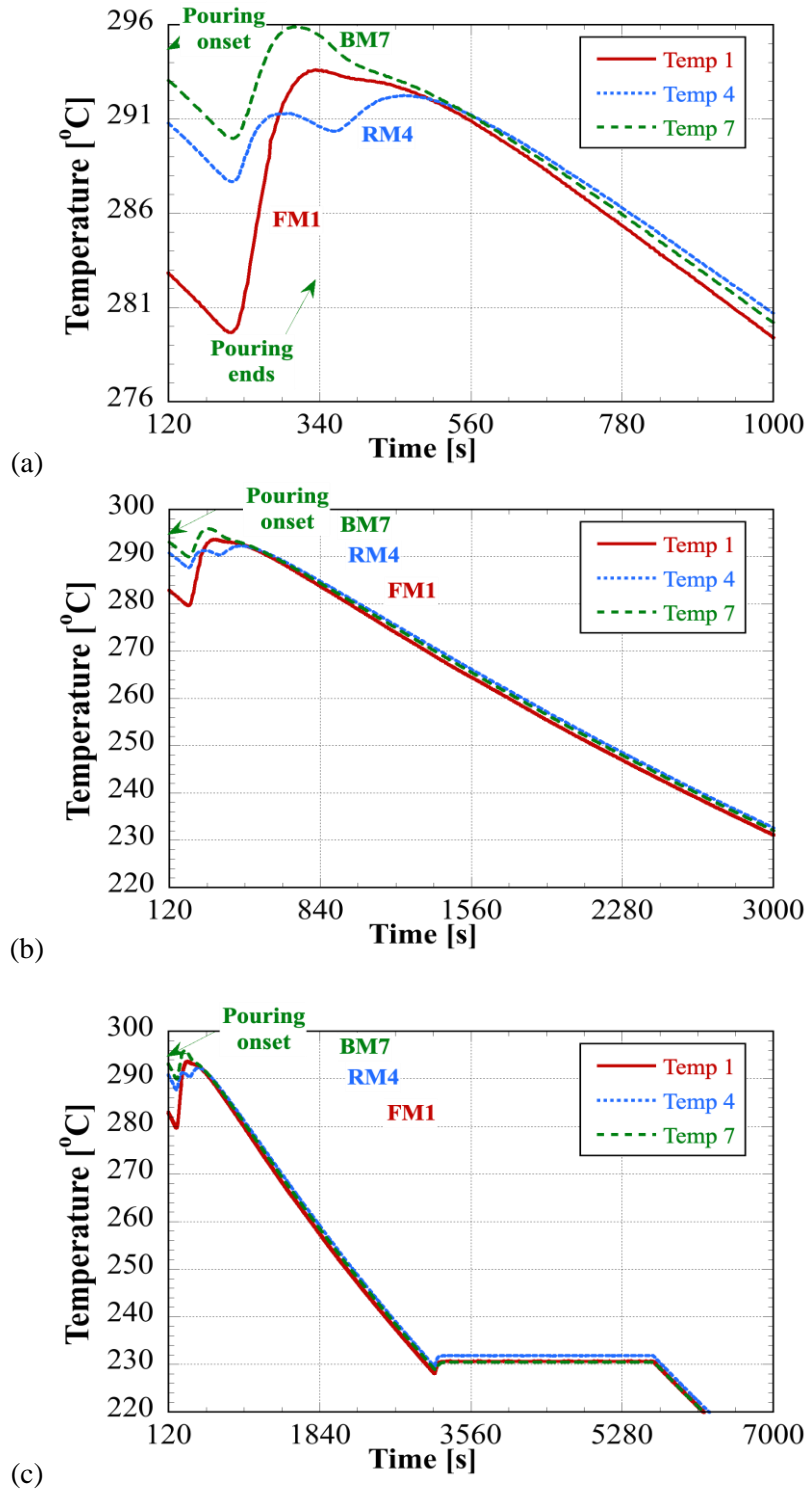 296
291
286
281
276
Temperature [⁰C]
Pouring
onset
BM7
RM4
FM1
Pouring
ends
Temp 1
Temp 4
Temp 7
120 340 560 780 1000
Time [s]
(a)
300
290
280
270
260
250
240
230
220
Temperature [⁰C]
Pouring
onset
BM7
RM4
FM1
Temp 1
Temp 4
Temp 7
120 840 1560 2280 3000
Time [s]
(b)
300
290
280
270
260
250
240
230
220
Temperature [⁰C]
Pouring
onset
BM7
RM4
FM1
Temp 1
Temp 4
Temp 7
120 1840 3560 5280 7000
Time [s]
(c)